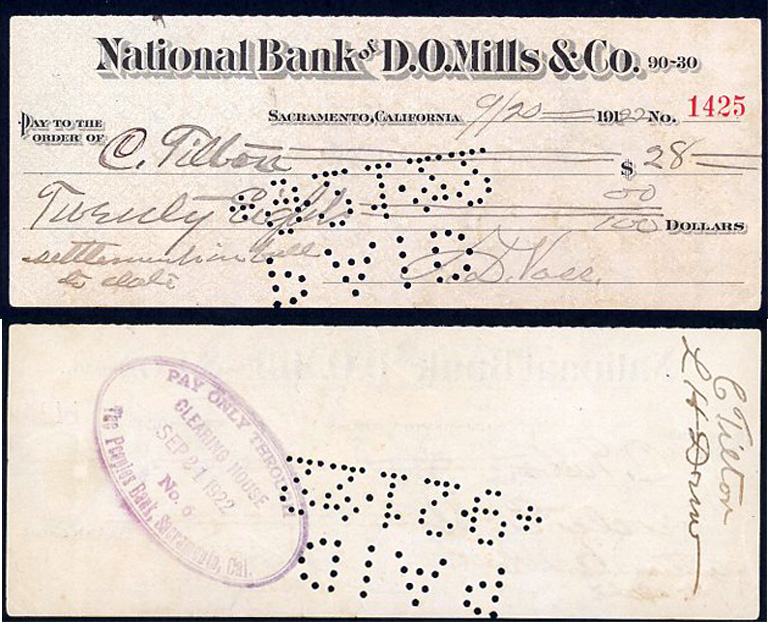 National Bank of D.O. Mills & Co. 90-30
SACRAMENTO, CALIFORNIA 9/20 1922 No. 1425
PAY TO THE
ORDER OF C. Tilton $ 28
00
Twenty Eight 100 DOLLARS
settlement in full
to date
PAID
PAY ONLY THROUGH
CLEARING HOUSE
SEP 21 1922
No. 6
The Peoples Bank, Sacramento, Cal.
C Tilton
L H
PAID